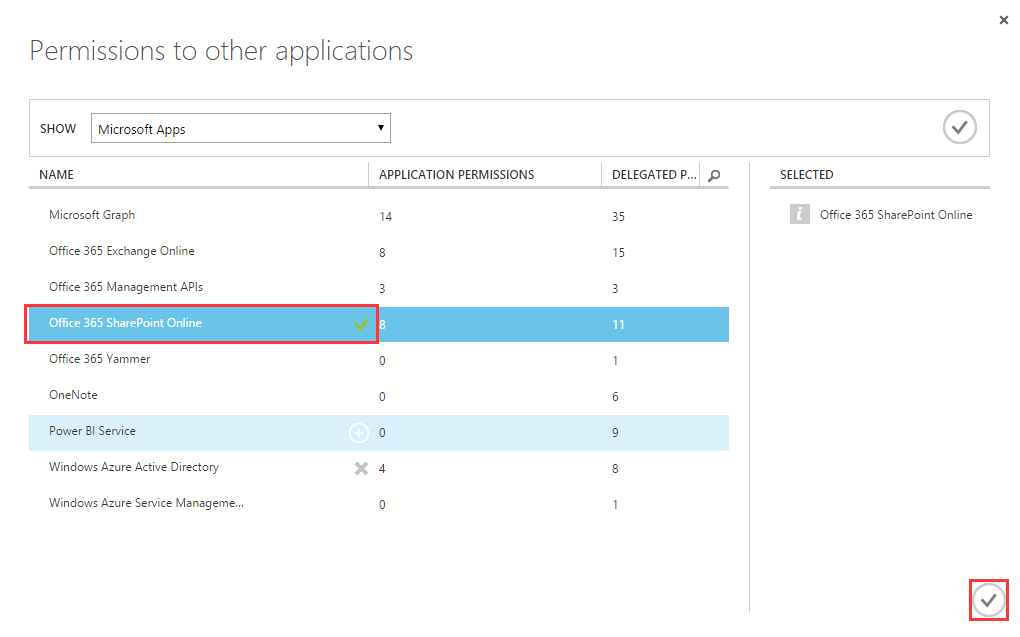 Permissions to other applications
SHOW Microsoft Apps
NAME APPLICATION PERMISSIONS DELEGATED P... SELECTED
Microsoft Graph 14 35 Office 365 SharePoint Online
Office 365 Exchange Online 8 15
Office 365 Management APIs 3 3
Office 365 SharePoint Online 8 11
Office 365 Yammer 0 1
OneNote 0 6
Power BI Service 0 9
Windows Azure Active Directory 4 8
Windows Azure Service Manageme... 0 1